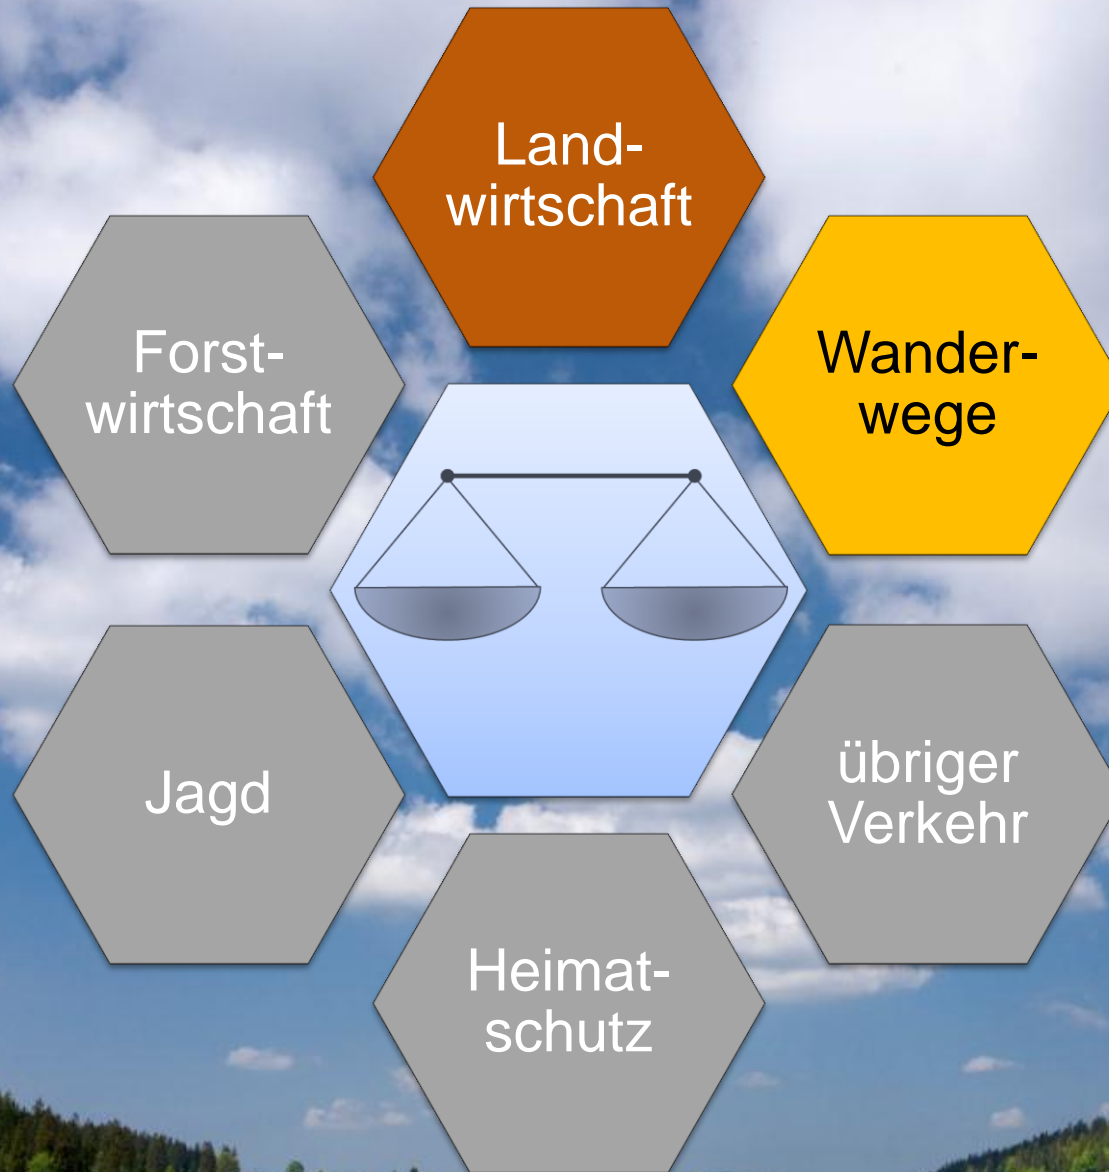 Land-
wirtschaft
Forst-
wirtschaft
Wander-
wege
Jagd
übriger
Verkehr
Heimat-
schutz